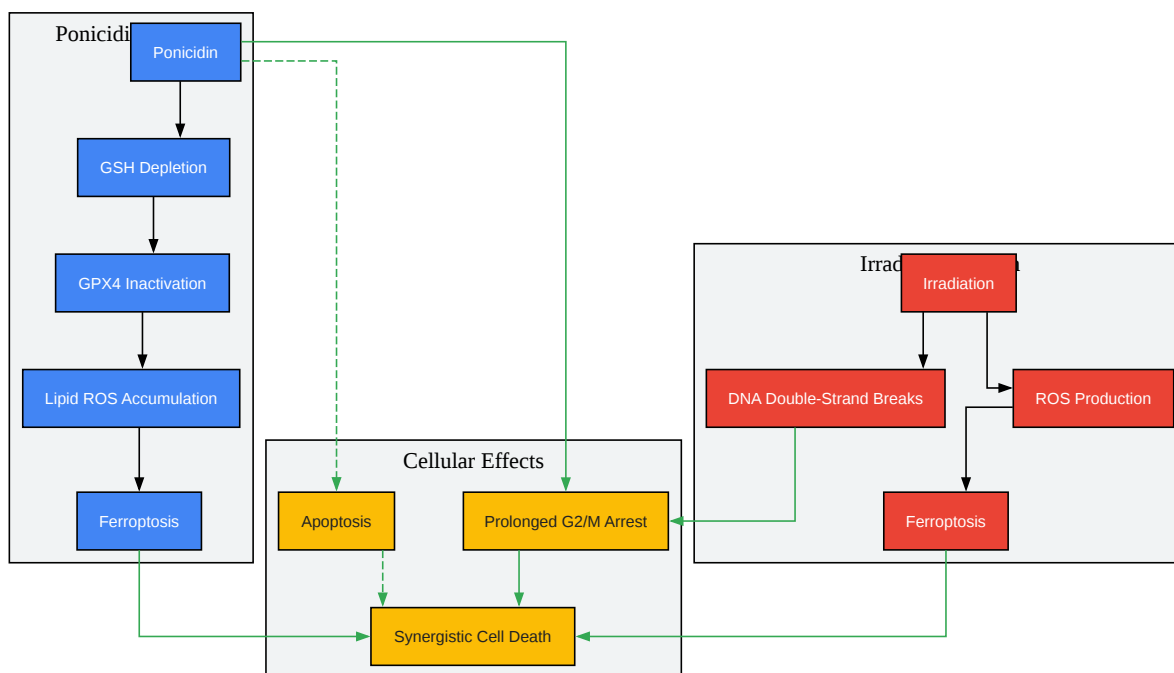 Ponicidin
GSH Depletion
GPX4 Inactivation
Lipid ROS Accumulation
Ferroptosis
Cellular Effects
Apoptosis
Prolonged G2/M Arrest
Synergistic Cell Death
Irradiation
DNA Double-Strand Breaks
ROS Production
Ferroptosis